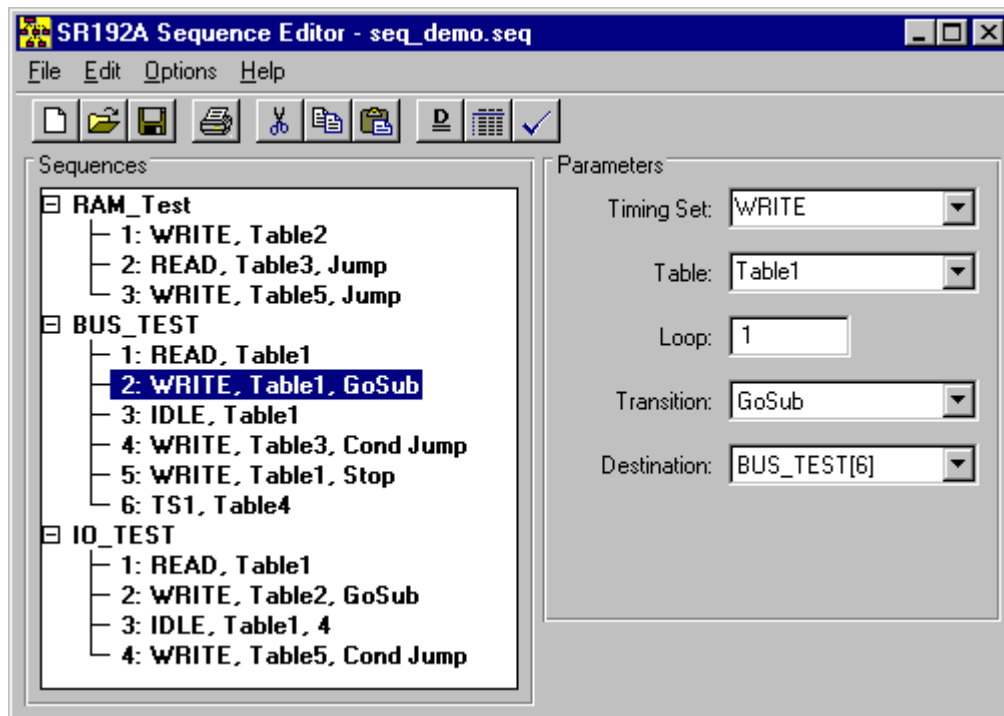 SR192A Sequence Editor - seq_demo.seq
File Edit Options Help
D
Sequences
RAM_Test
1: WRITE, Table2
2: READ, Table3, Jump
3: WRITE, Table5, Jump
BUS_TEST
1: READ, Table1
2: WRITE, Table1, GoSub
3: IDLE, Table1
4: WRITE, Table3, Cond Jump
5: WRITE, Table1, Stop
6: TS1, Table4
IO_TEST
1: READ, Table1
2: WRITE, Table2, GoSub
3: IDLE, Table1, 4
4: WRITE, Table5, Cond Jump
Parameters
Timing Set: WRITE
Table: Table1
Loop: 1
Transition: GoSub
Destination: BUS_TEST[6]